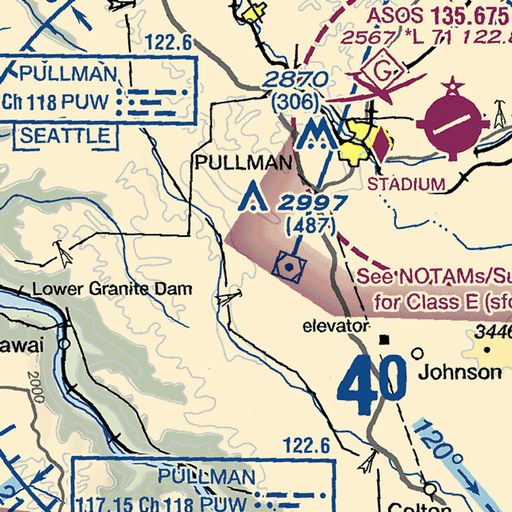 ASOS 135.675
2567 *L 71 122.8
122.6
PULLMAN
Ch 118 PUW
SEATTLE
2870
(306)
G
PULLMAN
STADIUM
2997
(487)
See NOTAMs/Su
for Class E (sfc
Lower Granite Dam
elevator
3446
awai
40
Johnson
2000
120°
122.6
PULLMAN
117.15 Ch 118 PUW
Colton